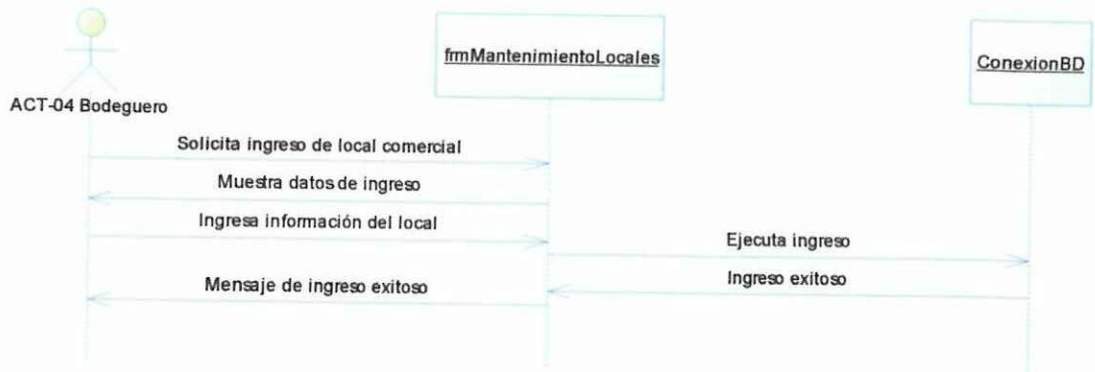 frmMantenimientoLocales
ConexionBD
ACT-04 Bodeguero
Solicita ingreso de local comercial
Muestra datos de ingreso
Ingresa información del local
Ejecuta ingreso
Ingreso exitoso
Mensaje de ingreso exitoso